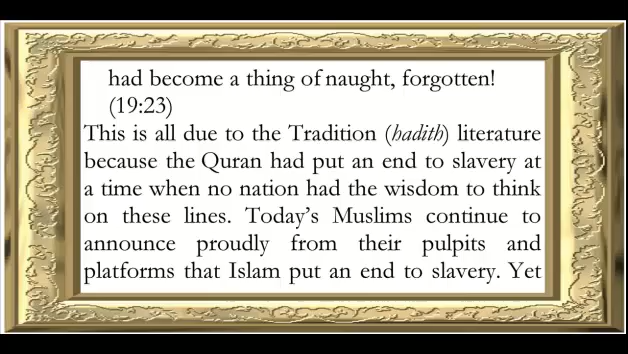 had become a thing of naught, forgotten!
(19:23)
This is all due to the Tradition (hadith) literature
because the Quran had put an end to slavery at
a time when no nation had the wisdom to think
on these lines. Today's Muslims continue to
announce proudly from their pulpits and
platforms that Islam put an end to slavery. Yet